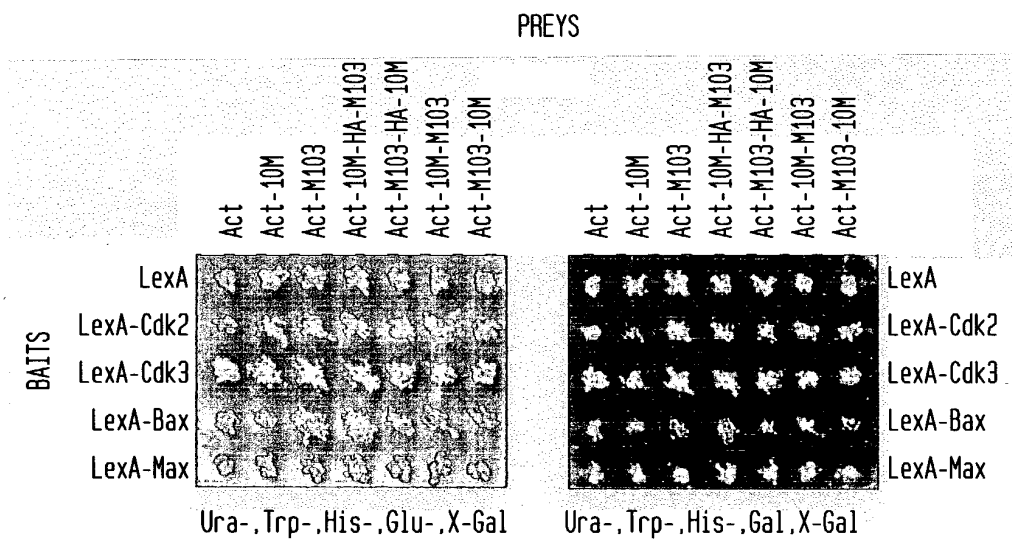 PREYS
Act
Act-10M
Act-M103
Act-10M-HA-M103
Act-M103-HA-10M
Act-10M-M103
Act-M103-10M
Act
Act-10M
Act-M103
Act-10M-HA-M103
Act-M103-HA-10M
Act-10M-M103
Act-M103-10M
BAITS
LexA
LexA-Cdk2
LexA-Cdk3
LexA-Bax
LexA-Max
LexA
LexA-Cdk2
LexA-Cdk3
LexA-Bax
LexA-Max
Ura-,Trp-,His-,Glu-,X-Gal
Ura-,Trp-,His-,Gal,X-Gal